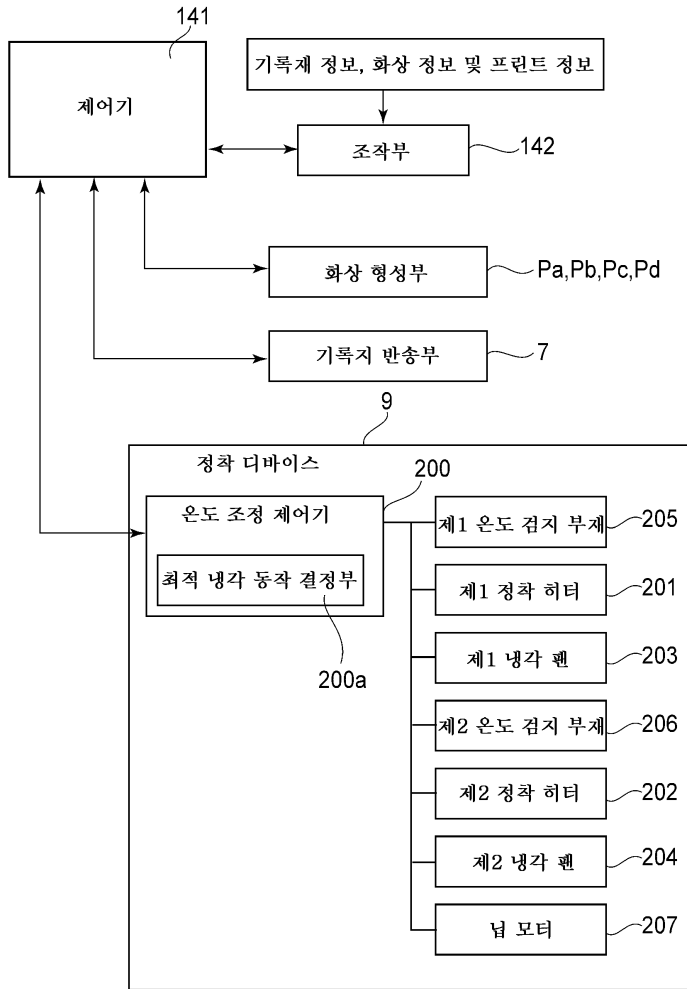 141
제어기
기록재 정보, 화상 정보 및 프린트 정보
조작부
142
화상 형성부
Pa,Pb,Pc,Pd
기록지 반송부
7
9
정착 디바이스
200
온도 조정 제어기
최적 냉각 동작 결정부
200a
제1 온도 검지 부재
205
제1 정착 히터
201
제1 냉각 팬
203
제2 온도 검지 부재
206
제2 정착 히터
202
제2 냉각 팬
204
닙 모터
207